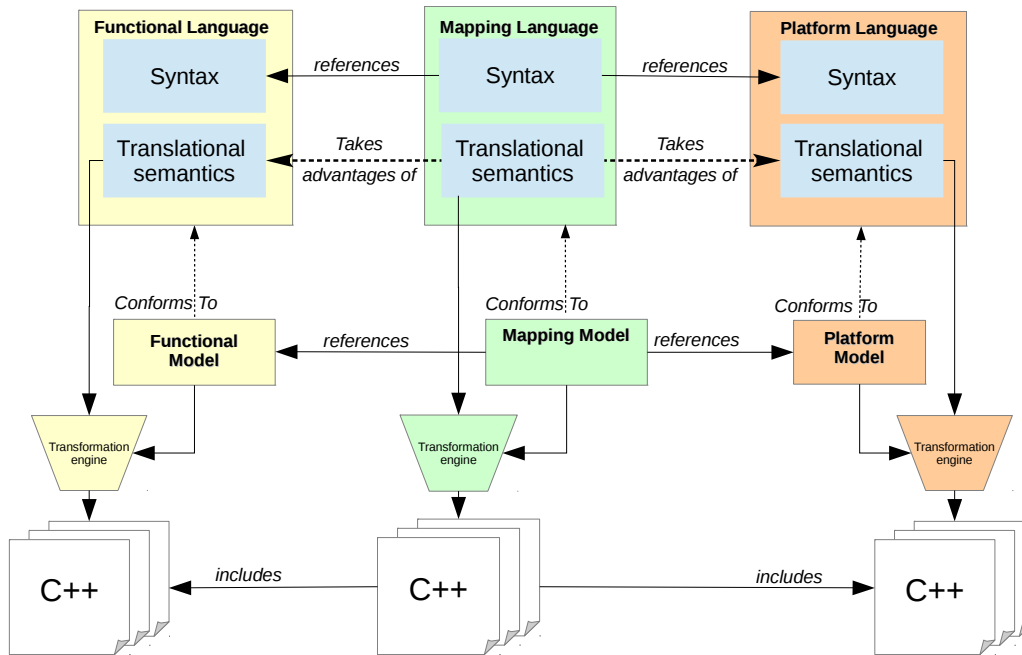 Functional Language
Mapping Language
Platform Language
Syntax
references
Syntax
references
Syntax
Translational
semantics
Takes
advantages of
Translational
semantics
Takes
advantages of
Translational
semantics
Conforms To
Conforms To
Conforms To
Functional
Model
references
Mapping Model
references
Platform
Model
Transformation
engine
Transformation
engine
Transformation
engine
C++
includes
C++
includes
C++